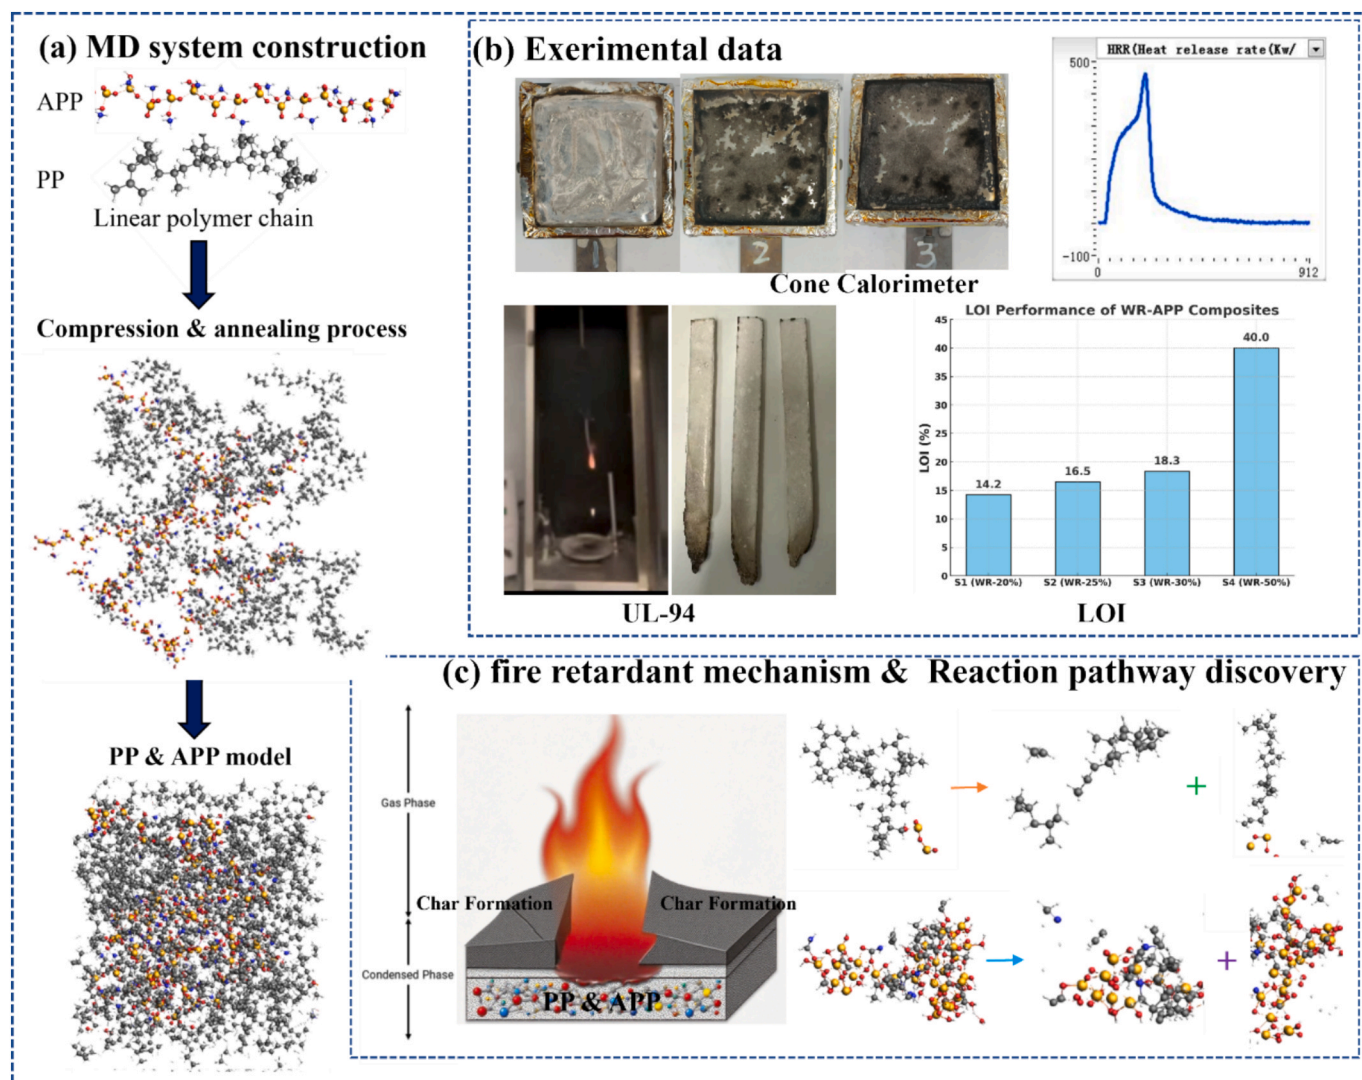 (a) MD system construction
APP
PP
Linear polymer chain
Compression & annealing process
PP & APP model
(b) Exerimental data
1
2
3
Cone Calorimeter
HRR(Heat release rate(Kw/
500
-100
0
912
UL-94
LOI Performance of WR-APP Composites
LOI (%)
45
40
35
30
25
20
15
10
5
0
14.2
16.5
18.3
40.0
S1 (WR-20%)
S2 (WR-25%)
S3 (WR-30%)
S4 (WR-50%)
LOI
(c) fire retardant mechanism & Reaction pathway discovery
Gas Phase
Condensed Phase
Char Formation
Char Formation
PP & APP
+
+